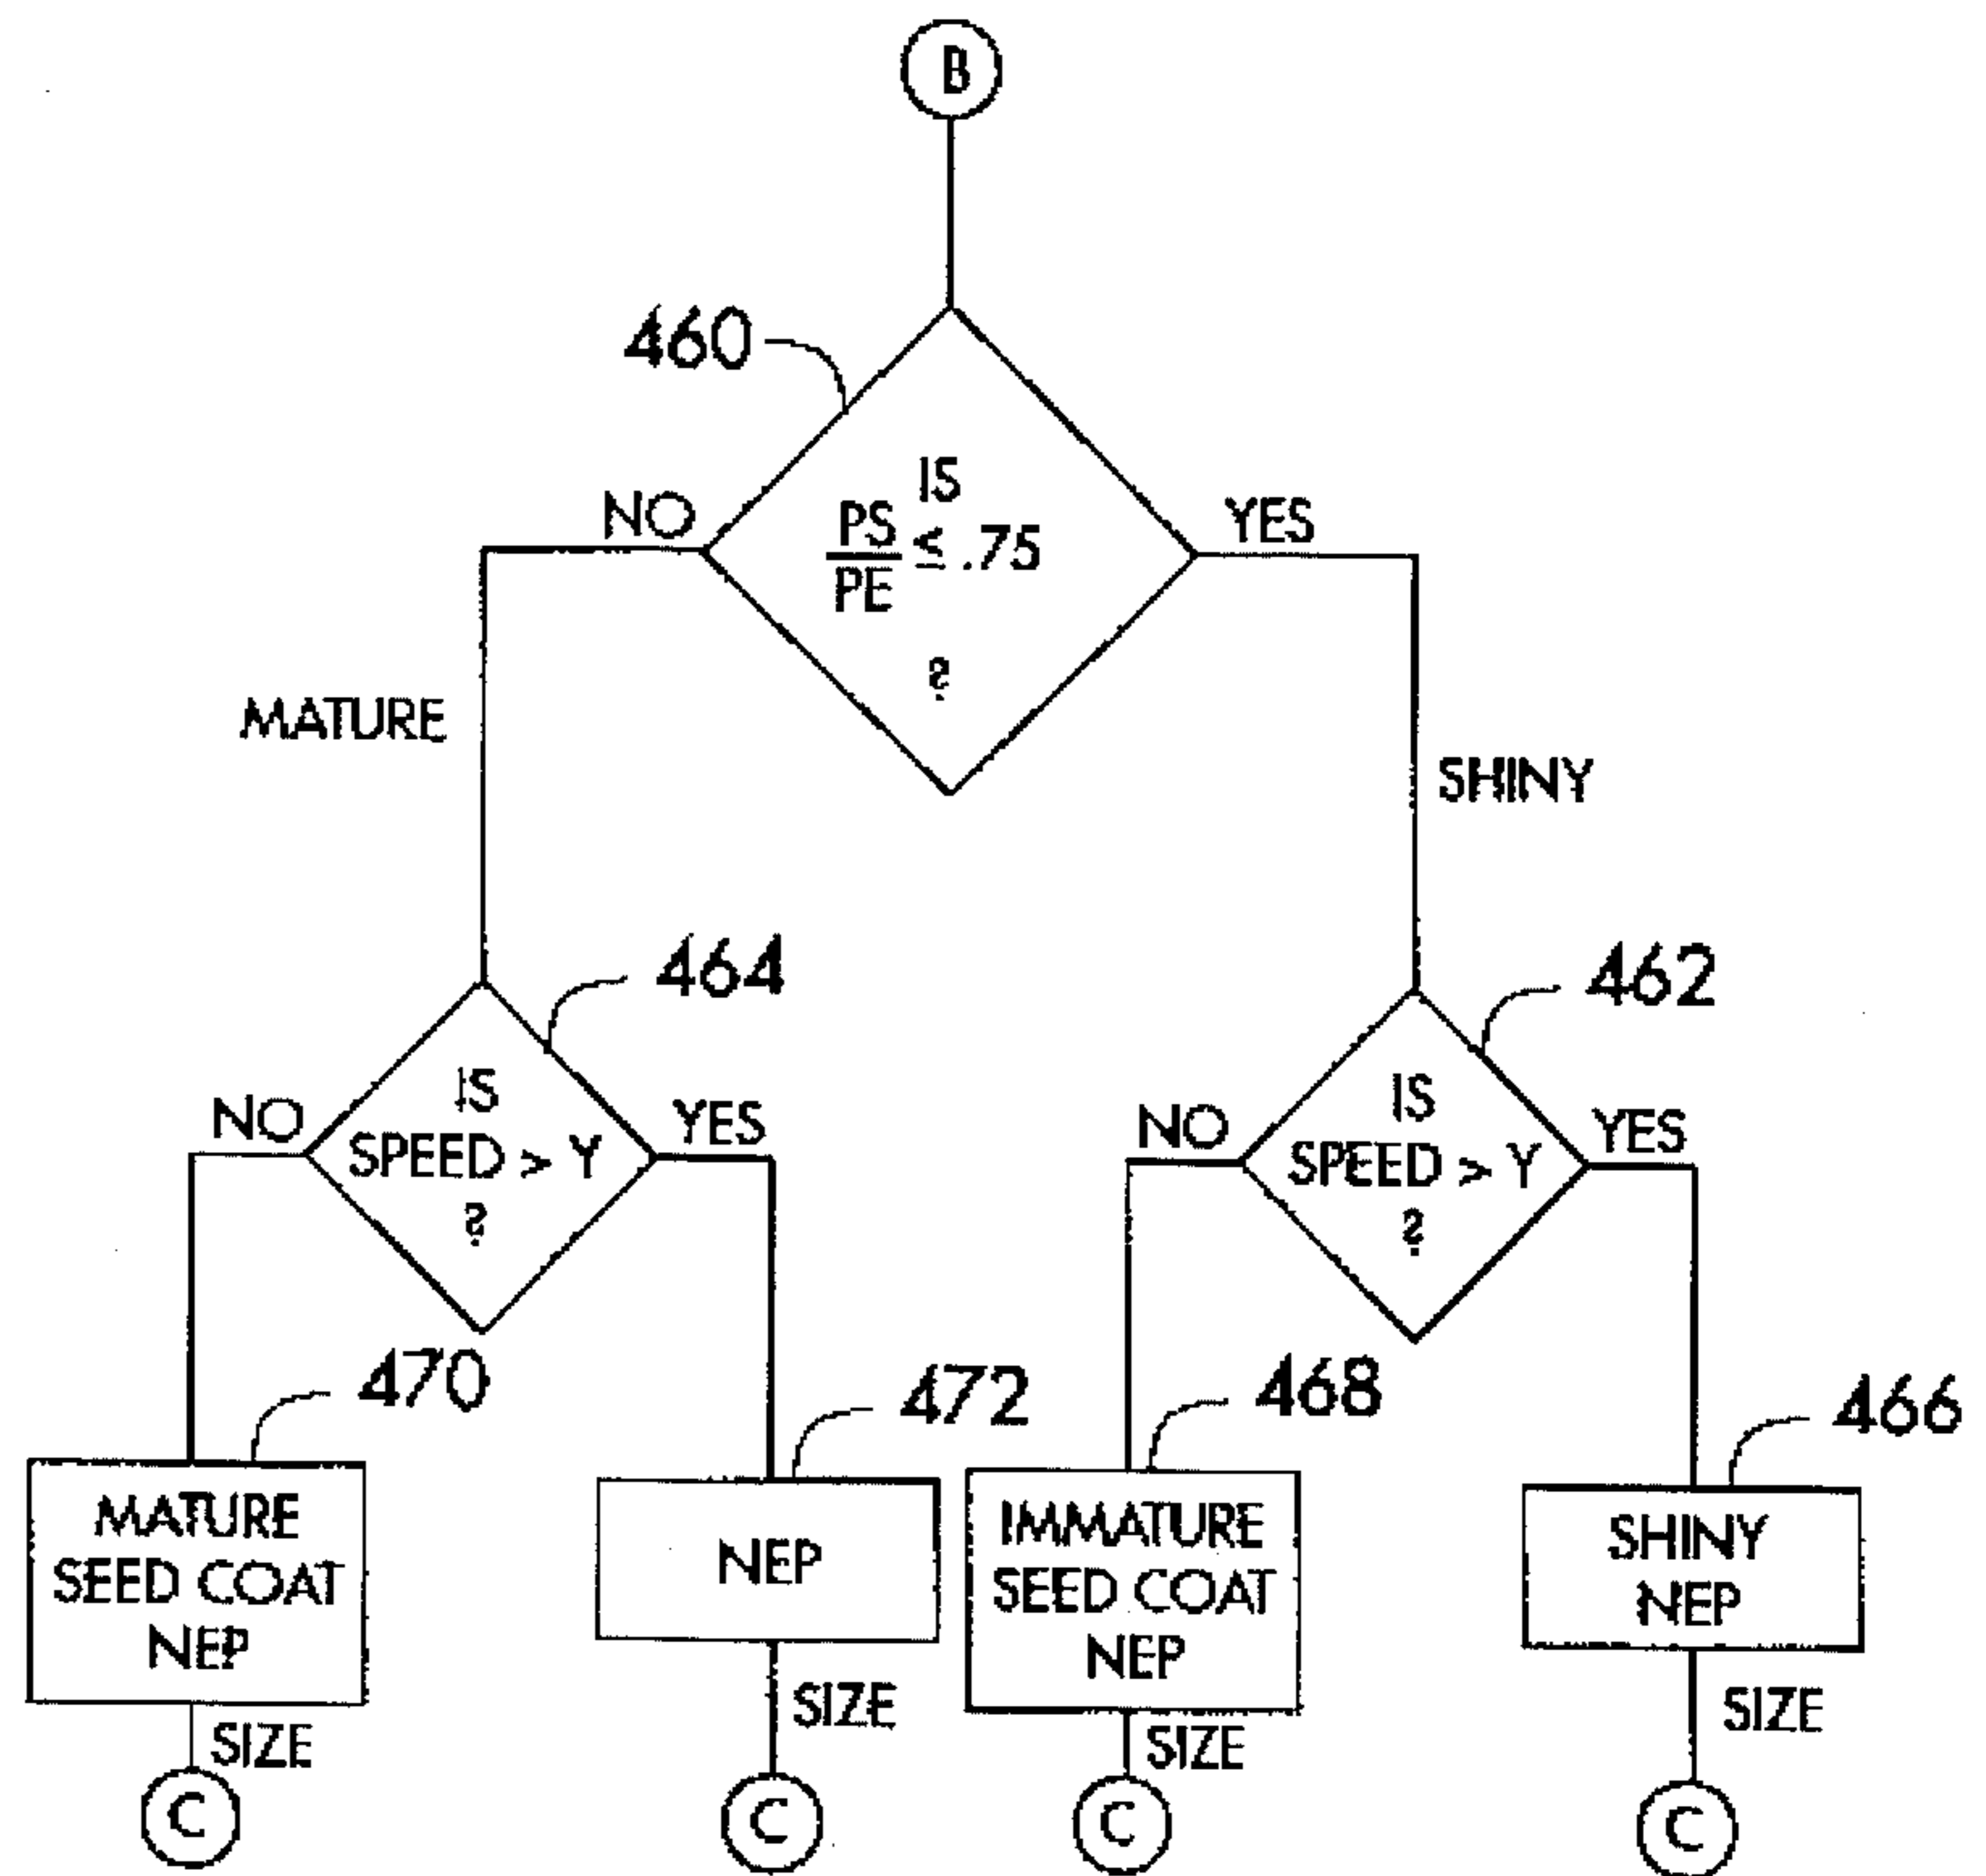 B
460
IS
PS
PE
≤ .75
?
NO
YES
MATURE
SHINY
464
IS
SPEED > Y
?
NO
YES
462
IS
SPEED > Y
?
NO
YES
470
MATURE
SEED COAT
NEP
SIZE
C
472
NEP
SIZE
C
468
IMMATURE
SEED COAT
NEP
SIZE
C
466
SHINY
NEP
SIZE
C